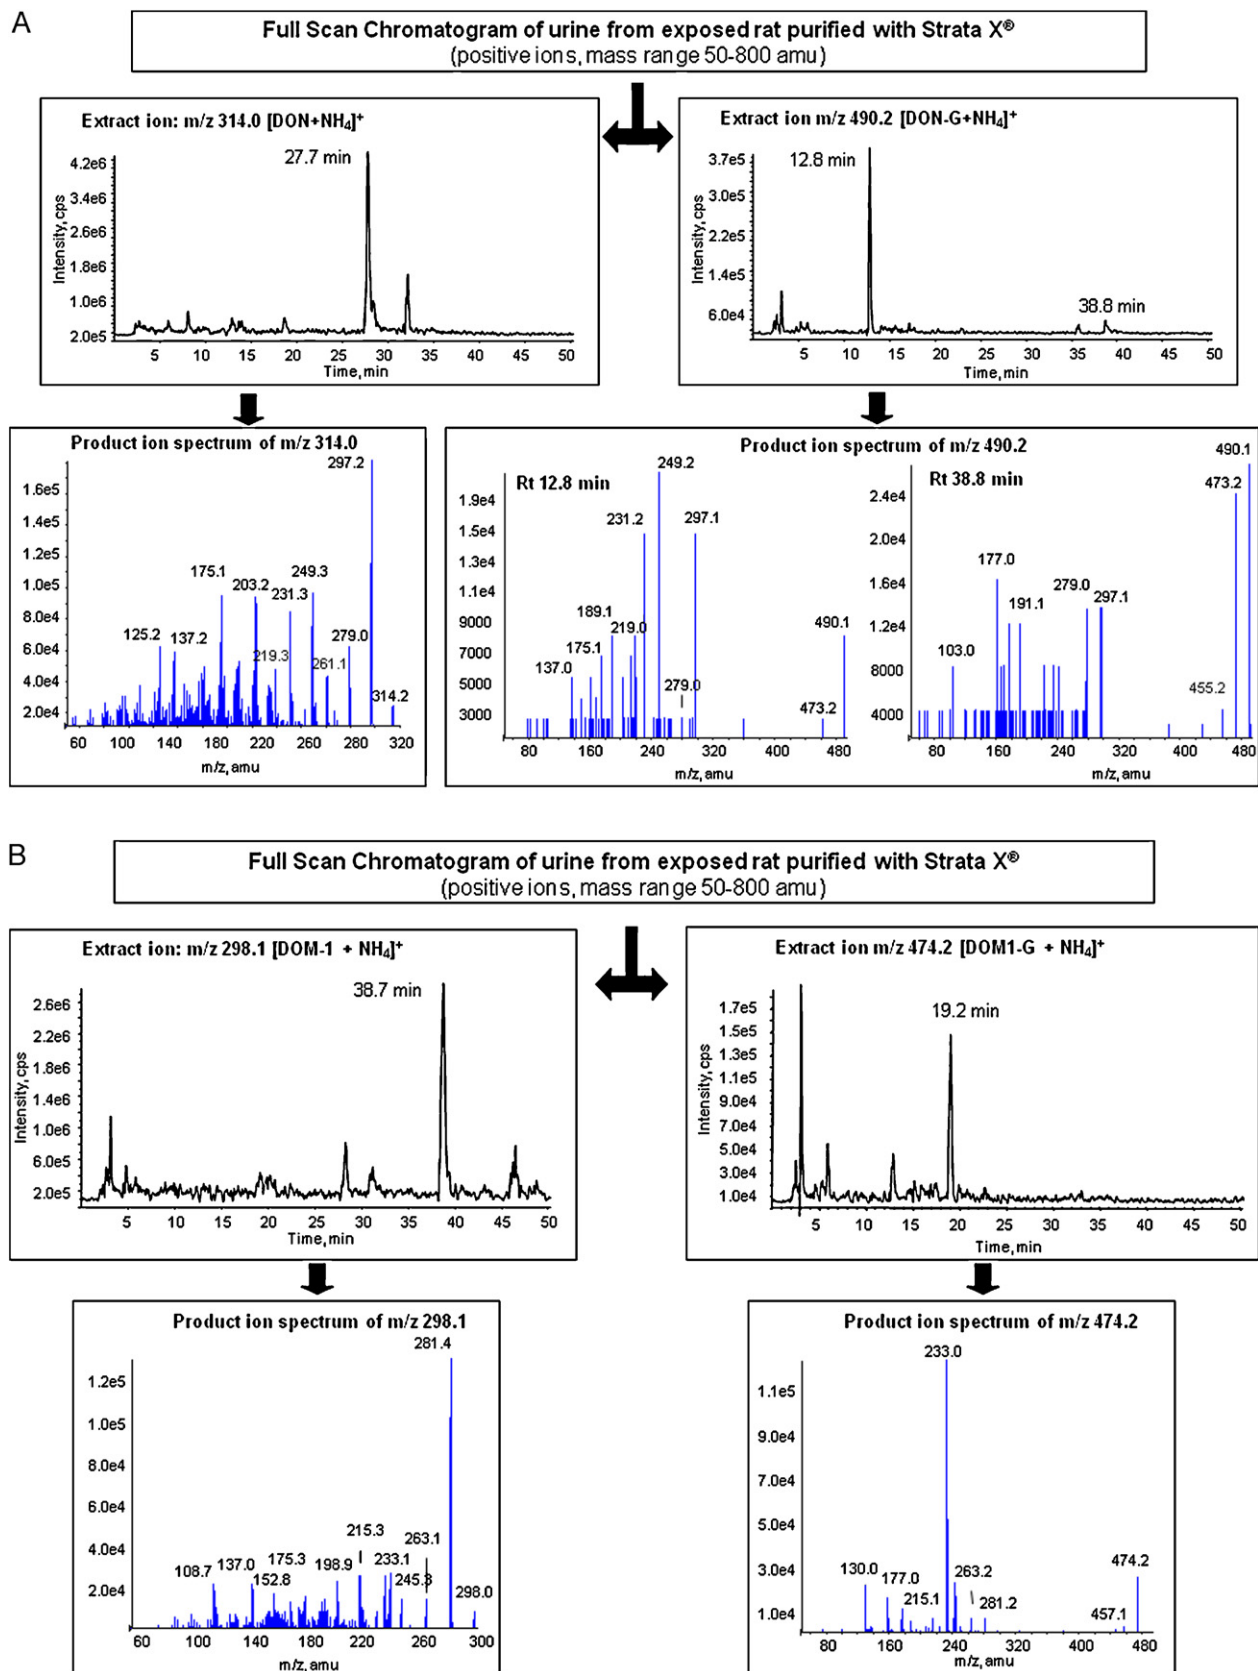 A
Full Scan Chromatogram of urine from exposed rat purified with Strata X®
(positive ions, mass range 50-800 amu)
Extract ion: m/z 314.0 [DON+NH₄]⁺
27.7 min
Intensity, cps
4.2e6
3.4e6
2.6e6
1.8e6
1.0e6
2.0e5
5 10 15 20 25 30 35 40 45 50
Time, min
Extract ion m/z 490.2 [DON-G+NH₄]⁺
12.8 min
38.8 min
Intensity, cps
3.7e5
3.0e5
2.2e5
1.4e5
6.0e4
5 10 15 20 25 30 35 40 45 50
Time, min
Product ion spectrum of m/z 314.0
297.2
1.6e5
1.4e5
1.2e5
1.0e5
8.0e4
6.0e4
4.0e4
2.0e4
175.1
203.2
249.3
231.3
125.2
137.2
219.3
261.1
279.0
314.2
60 100 140 180 220 260 280 320
m/z, amu
Product ion spectrum of m/z 490.2
Rt 12.8 min
249.2
231.2
297.1
490.1
189.1
219.0
175.1
137.0
279.0
473.2
1.9e4
1.5e4
1.1e4
9000
7000
5000
3000
80 160 240 320 400 480
m/z, amu
Rt 38.8 min
490.1
473.2
177.0
191.1
279.0
297.1
103.0
455.2
2.4e4
2.0e4
1.6e4
1.2e4
8000
4000
80 160 240 320 400 480
m/z, amu
B
Full Scan Chromatogram of urine from exposed rat purified with Strata X®
(positive ions, mass range 50-800 amu)
Extract ion: m/z 298.1 [DOM-1 + NH₄]⁺
38.7 min
Intensity, cps
2.6e6
2.2e6
1.8e6
1.4e6
1.0e6
6.0e5
2.0e5
5 10 15 20 25 30 35 40 45 50
Time, min
Extract ion m/z 474.2 [DOM1-G + NH₄]⁺
19.2 min
Intensity, cps
1.7e5
1.5e5
1.3e5
1.1e5
9.0e4
7.0e4
5.0e4
3.0e4
1.0e4
5 10 15 20 25 30 35 40 45 50
Time, min
Product ion spectrum of m/z 298.1
281.4
1.2e5
1.0e5
8.0e4
6.0e4
4.0e4
2.0e4
108.7
137.0
152.8
175.3
198.9
215.3
233.1
245.3
263.1
298.0
60 100 140 180 220 260 300
m/z, amu
Product ion spectrum of m/z 474.2
233.0
1.1e5
9.0e4
7.0e4
5.0e4
3.0e4
1.0e4
130.0
177.0
215.1
263.2
281.2
457.1
474.2
80 160 240 320 400 480
m/z, amu